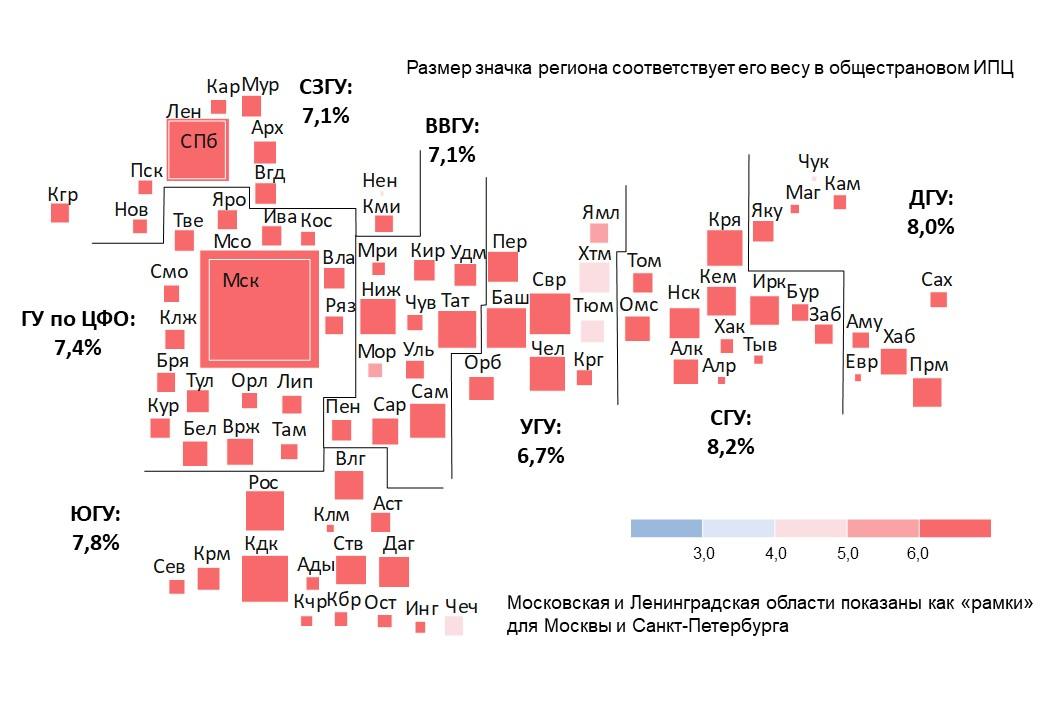 Размер значка региона соответствует его весу в общестрановом ИПЦ
Кар Мур СЗГУ:
7,1%
Лен
СПб
Арх
ВВГУ:
7,1%
Пск
Вгд
Нен
Чук
Кгр
Нов
Яро
Кми
Маг Кам
ДГУ:
8,0%
Тве
Ива Кос
Ямл
Кря
Яку
Мсо
Мск
Смо
Вла
Мри Кир Удм Пер
Хтм
Том
Свр
Кем
Ирк Бур
Сах
ГУ по ЦФО:
7,4%
Клж
Ряз
Ниж
Чув Тат Баш
Тюм Омс
Нск
Хак
Заб
Аму Хаб
Бря
Тул Орл Лип
Мор Уль
Орб
Чел
Крг
Алк Алр
Тыв
Евр
Прм
Кур
Бел Врж Там
Пен
Сар Сам
УГУ:
6,7%
СГУ:
8,2%
ЮГУ:
7,8%
Рос
Влг
Клм
Аст
3,0 4,0 5,0 6,0
Сев Крм Кдк Ады Ств Даг
Кчр Кбр Ост Инг Чеч
Московская и Ленинградская области показаны как «рамки»
для Москвы и Санкт-Петербурга